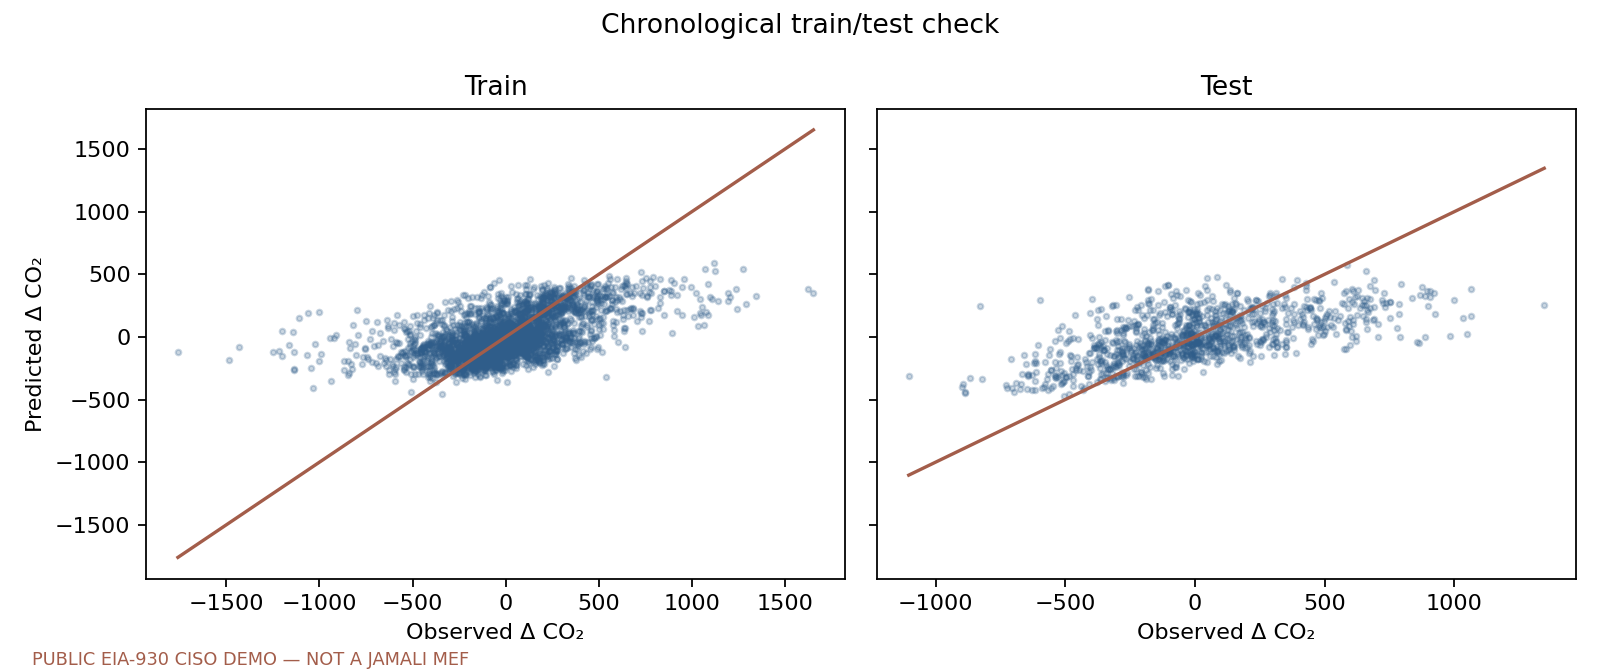 Chronological train/test check
Train
Test
Predicted Δ CO₂
1500
1000
500
0
−500
−1000
−1500
−1500 −1000 −500 0 500 1000 1500
−1000 −500 0 500 1000
Observed Δ CO₂
Observed Δ CO₂
PUBLIC EIA-930 CISO DEMO — NOT A JAMALI MEF